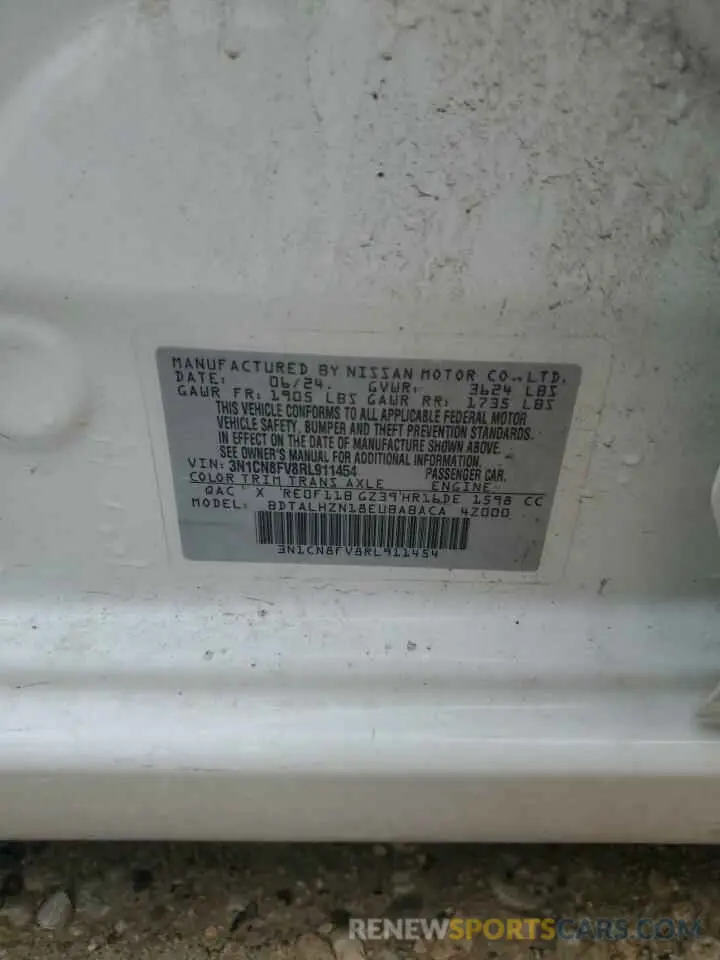 MANUFACTURED BY NISSAN MOTOR CO.,LTD.
DATE: 06/24. GVWR: 3624 LBS
GAWR FR: 1905 LBS GAWR RR: 1735 LBS
THIS VEHICLE CONFORMS TO ALL APPLICABLE FEDERAL MOTOR
VEHICLE SAFETY, BUMPER AND THEFT PREVENTION STANDARDS
IN EFFECT ON THE DATE OF MANUFACTURE SHOWN ABOVE.
SEE OWNER'S MANUAL FOR ADDITIONAL INFORMATION.
VIN: 3N1CN8FV8RL911454 PASSENGER CAR.
COLOR TRIM TRANS AXLE ENGINE
QAC X RE0F11B GZ39 HR16DE 1598 CC
MODEL: BDTALHZN18EUBABACA 4Z000
3N1CN8FV8RL911454
RENEWSPORTSCARS.COM